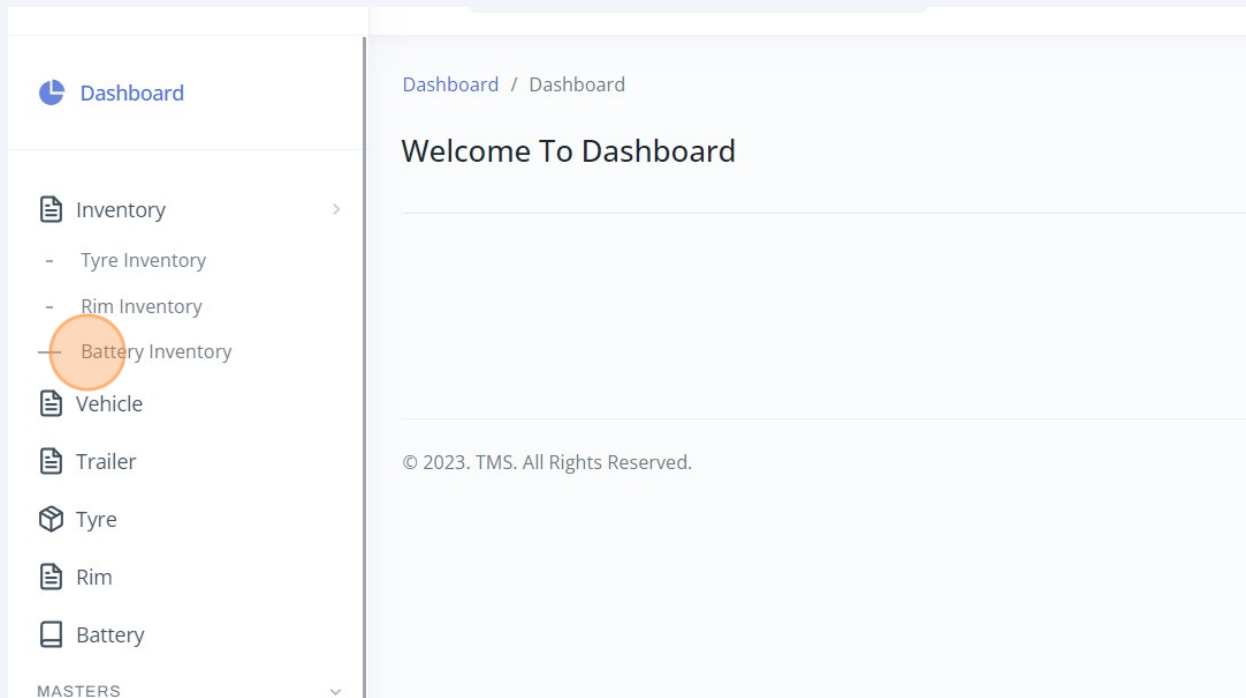 Dashboard
Inventory
- Tyre Inventory
- Rim Inventory
— Battery Inventory
Vehicle
Trailer
Tyre
Rim
Battery
MASTERS
Dashboard / Dashboard
Welcome To Dashboard
© 2023. TMS. All Rights Reserved.